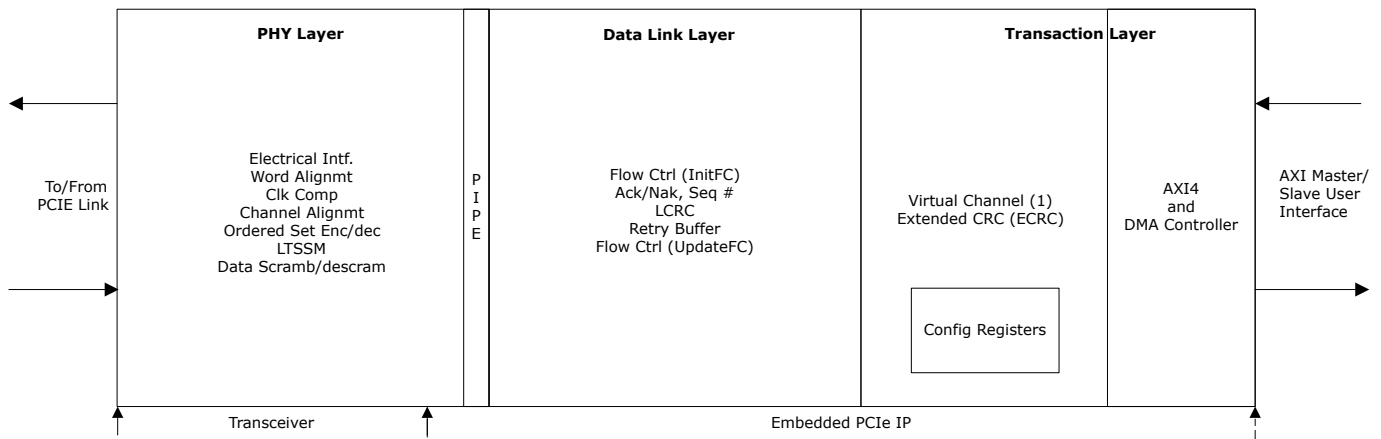 PHY Layer
Data Link Layer
Transaction Layer
To/From
PCIE Link
Electrical Intf.
Word Alignmt
Clk Comp
Channel Alignmt
Ordered Set Enc/dec
LTSSM
Data Scramb/descram
P
I
P
E
Flow Ctrl (InitFC)
Ack/Nak, Seq #
LCRC
Retry Buffer
Flow Ctrl (UpdateFC)
Virtual Channel (1)
Extended CRC (ECRC)
Config Registers
AXI4
and
DMA Controller
AXI Master/
Slave User
Interface
Transceiver
Embedded PCIe IP